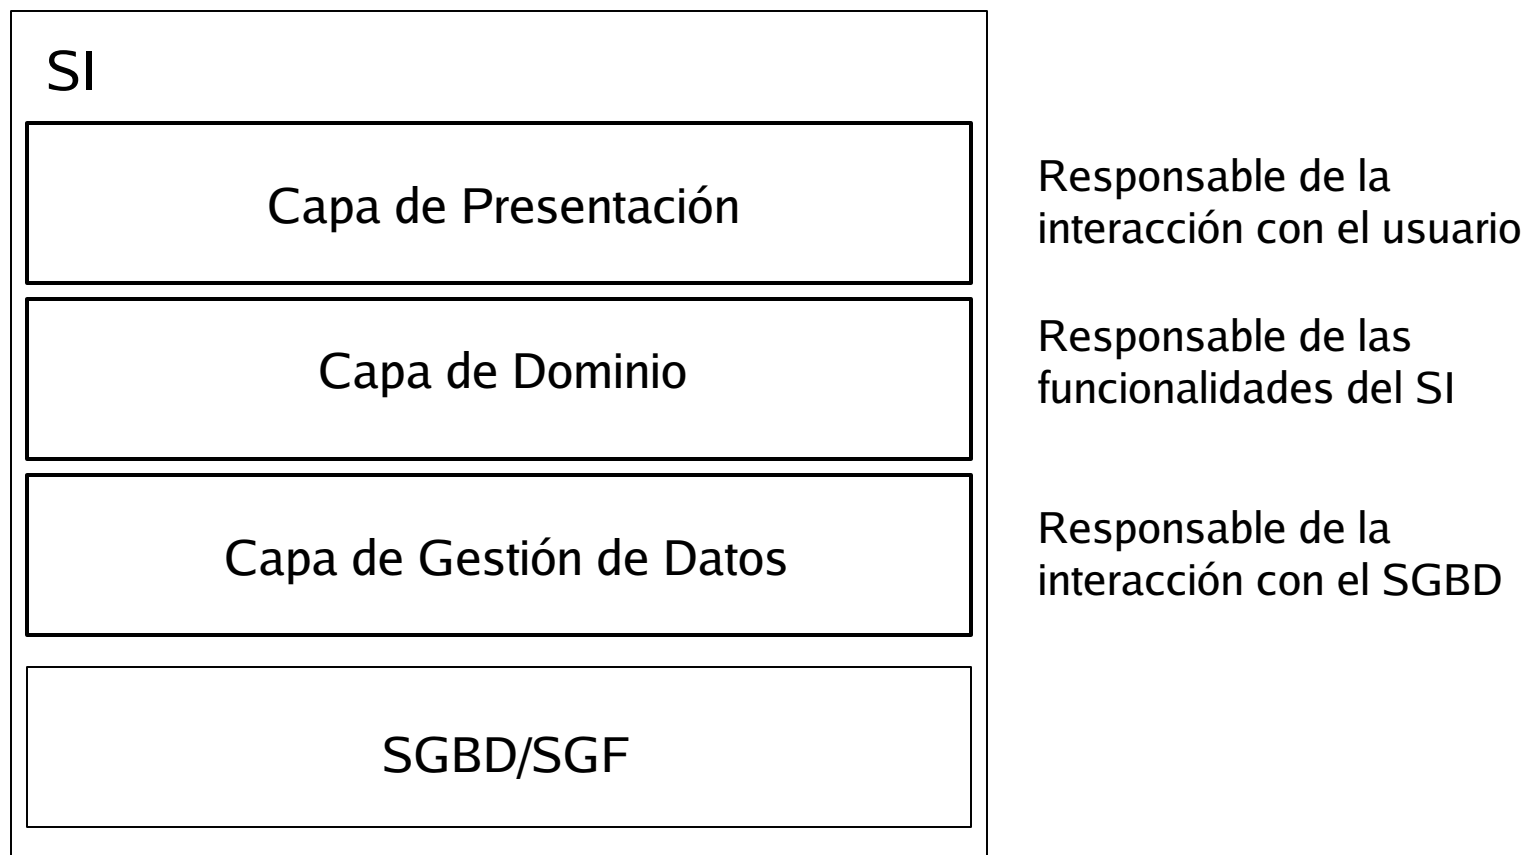 SI
Capa de Presentación
Responsable de la
interacción con el usuario
Capa de Dominio
Responsable de las
funcionalidades del SI
Capa de Gestión de Datos
Responsable de la
interacción con el SGBD
SGBD/SGF